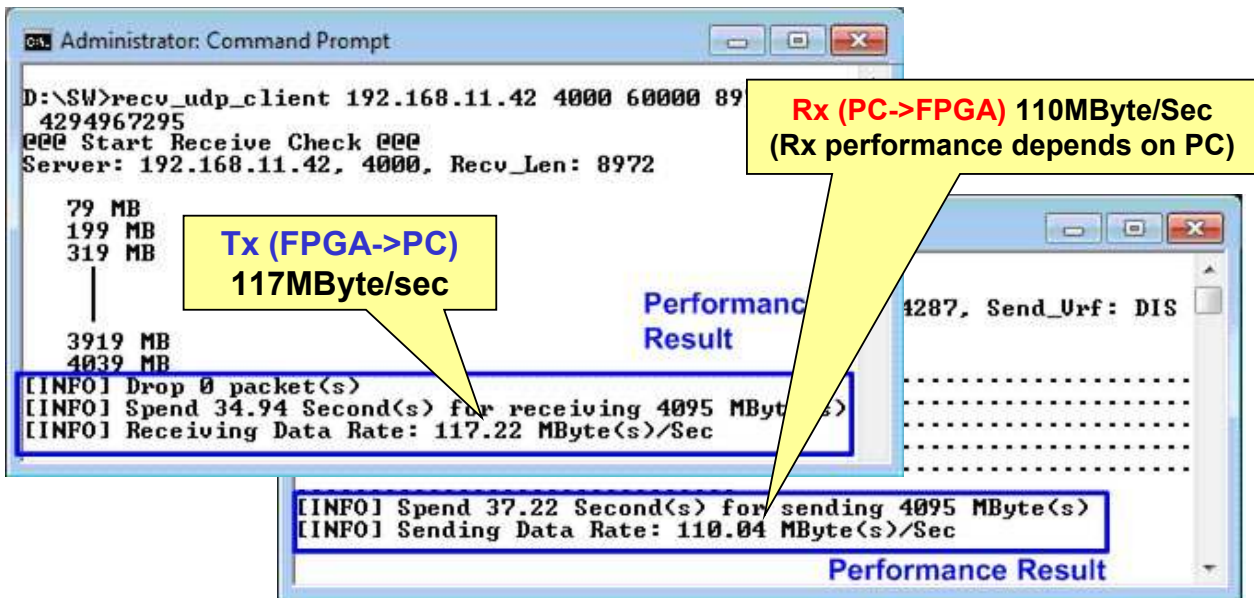 Administrator: Command Prompt
D:\SW>recv_udp_client 192.168.11.42 4000 60000
4294967295
@@@ Start Receive Check @@@
Server: 192.168.11.42, 4000, Recv_Len: 8972
79 MB
199 MB
319 MB
3919 MB
4039 MB
[INFO] Drop 0 packet(s)
[INFO] Spend 34.94 Second(s) for receiving 4095 MByte(s)
[INFO] Receiving Data Rate: 117.22 MByte(s)/Sec
Tx (FPGA->PC)
117MByte/sec
Performance
Result
Rx (PC->FPGA) 110MByte/Sec
(Rx performance depends on PC)
4287, Send_Vrf: DIS
[INFO] Spend 37.22 Second(s) for sending 4095 MByte(s)
[INFO] Sending Data Rate: 110.04 MByte(s)/Sec
Performance Result